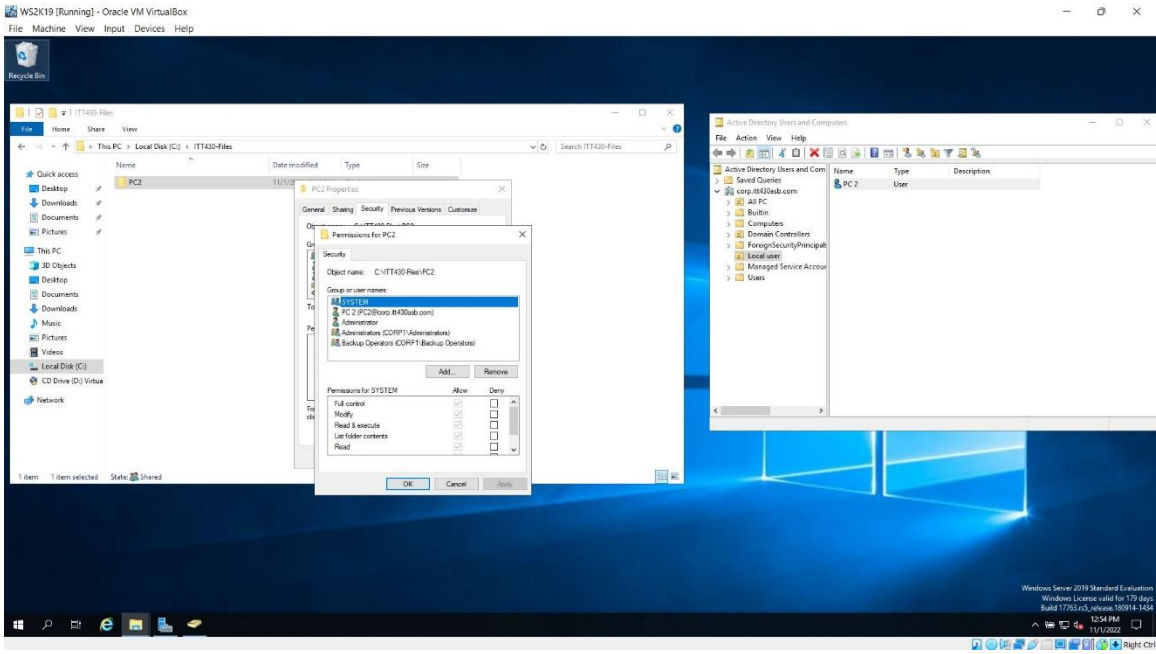 WS2K19 [Running] - Oracle VM VirtualBox
File Machine View Input Devices Help
Recycle Bin
ITT430-Files
File Home Share View
This PC > Local Disk (C:) > ITT430-Files
Search ITT430-Files
Name Date modified Type Size
PC2 11/1/2
Quick access
Desktop
Downloads
Documents
Pictures
This PC
3D Objects
Desktop
Documents
Downloads
Music
Pictures
Videos
Local Disk (C:)
CD Drive (D:) Virtua
Network
1 item 1 item selected State: Shared
PC2 Properties
General Sharing Security Previous Versions Customize
Permissions for PC2
Security
Object name: C:\ITT430-Files\PC2
Group or user names:
SYSTEM
PC 2 (PC2@corp.itt430asb.com)
Administrator
Administrators (CORP1\Administrators)
Backup Operators (CORP1\Backup Operators)
Add... Remove
Permissions for SYSTEM Allow Deny
Full control
Modify
Read & execute
List folder contents
Read
OK Cancel Apply
Active Directory Users and Computers
File Action View Help
Active Directory Users and Com
Saved Queries
corp.itt430asb.com
All PC
Builtin
Computers
Domain Controllers
ForeignSecurityPrincipals
Local user
Managed Service Accour
Users
Name Type Description
PC 2 User
Windows Server 2019 Standard Evaluation
Windows License valid for 179 days
Build 17763.rs5_release.180914-1434
12:54 PM
11/1/2022
Right Ctrl